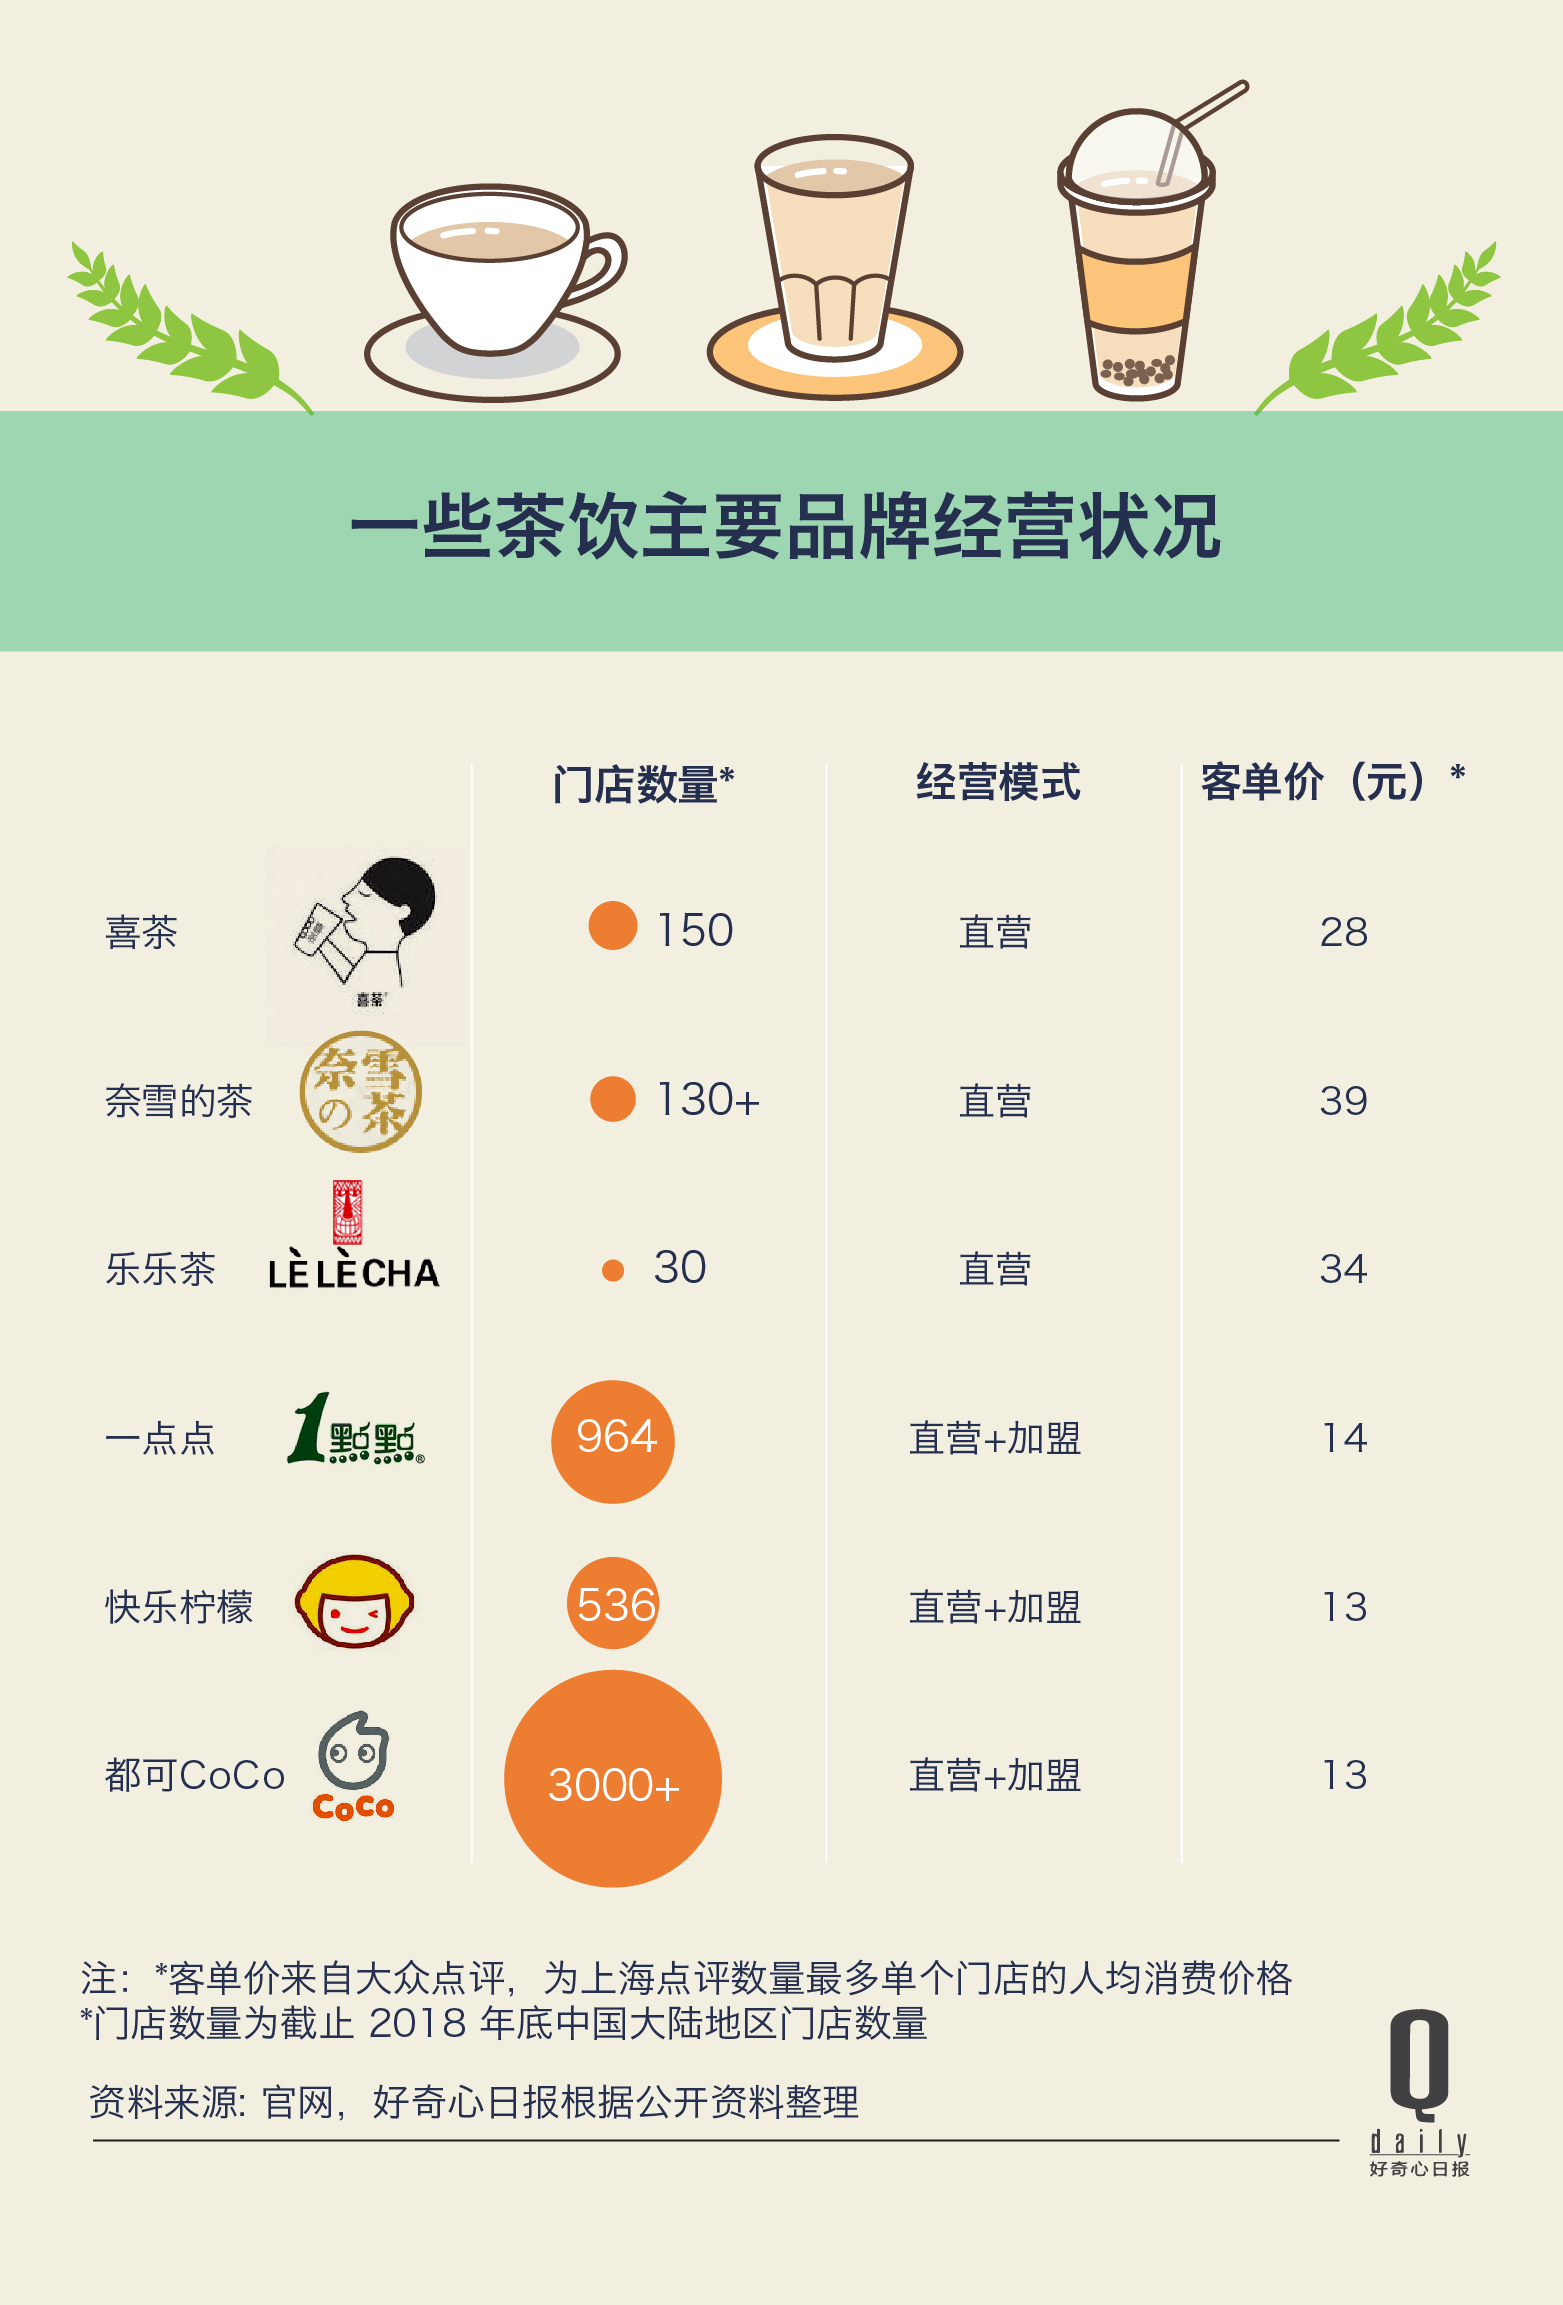 一些茶饮主要品牌经营状况
门店数量* 经营模式 客单价（元）*
喜茶 喜茶 150 直营 28
奈雪的茶 奈雪の茶 130+ 直营 39
乐乐茶 LÈLÈCHA 30 直营 34
一点点 1點點® 964 直营+加盟 14
快乐柠檬 536 直营+加盟 13
都可CoCo CoCo 3000+ 直营+加盟 13
注：*客单价来自大众点评，为上海点评数量最多单个门店的人均消费价格
*门店数量为截止 2018 年底中国大陆地区门店数量
资料来源: 官网，好奇心日报根据公开资料整理
Q
daily
好奇心日报